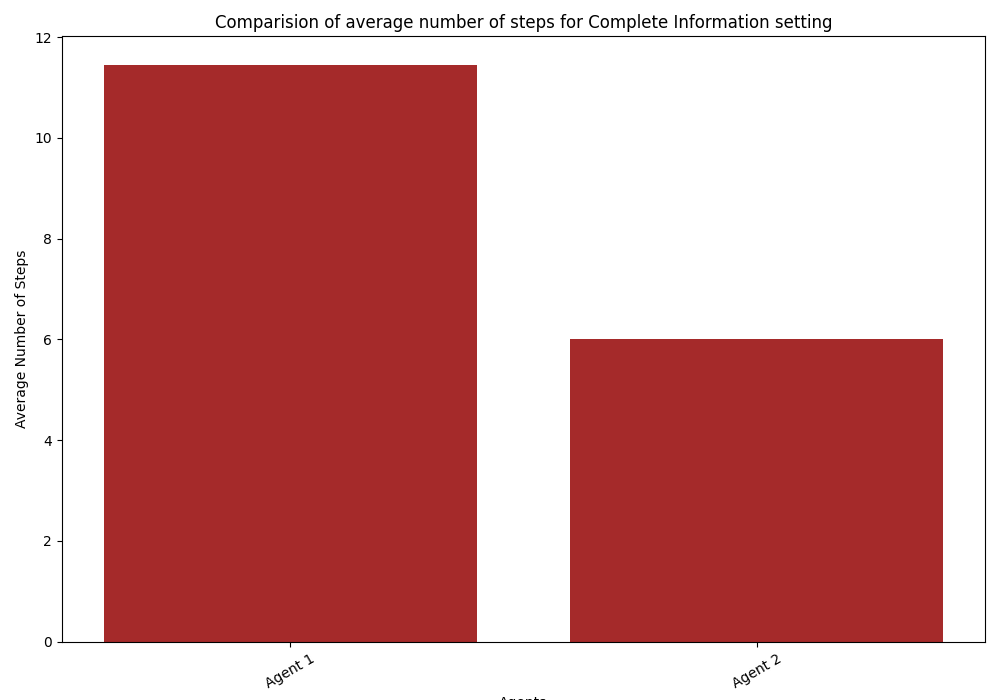 Comparision of average number of steps for Complete Information setting
12
10
8
6
4
2
0
Average Number of Steps
Agent 1
Agent 2
Agents